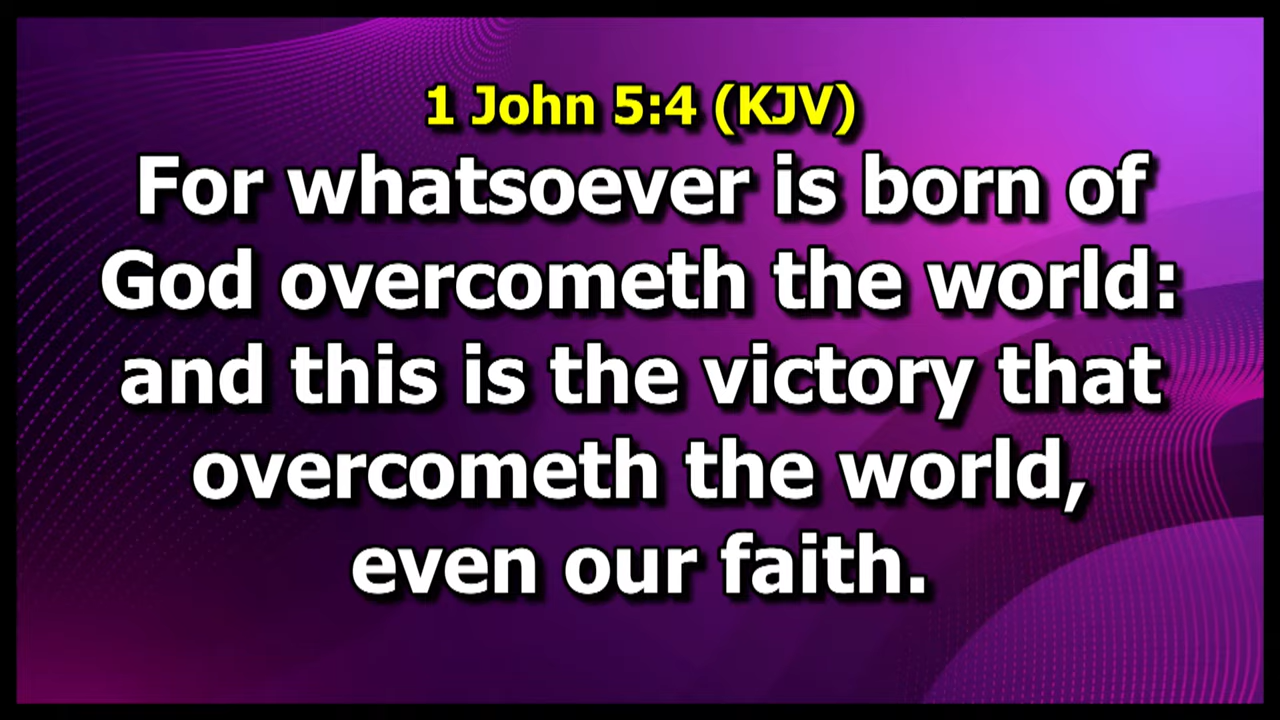 1 John 5:4 (KJV)
For whatsoever is born of
God overcometh the world:
and this is the victory that
overcometh the world,
even our faith.